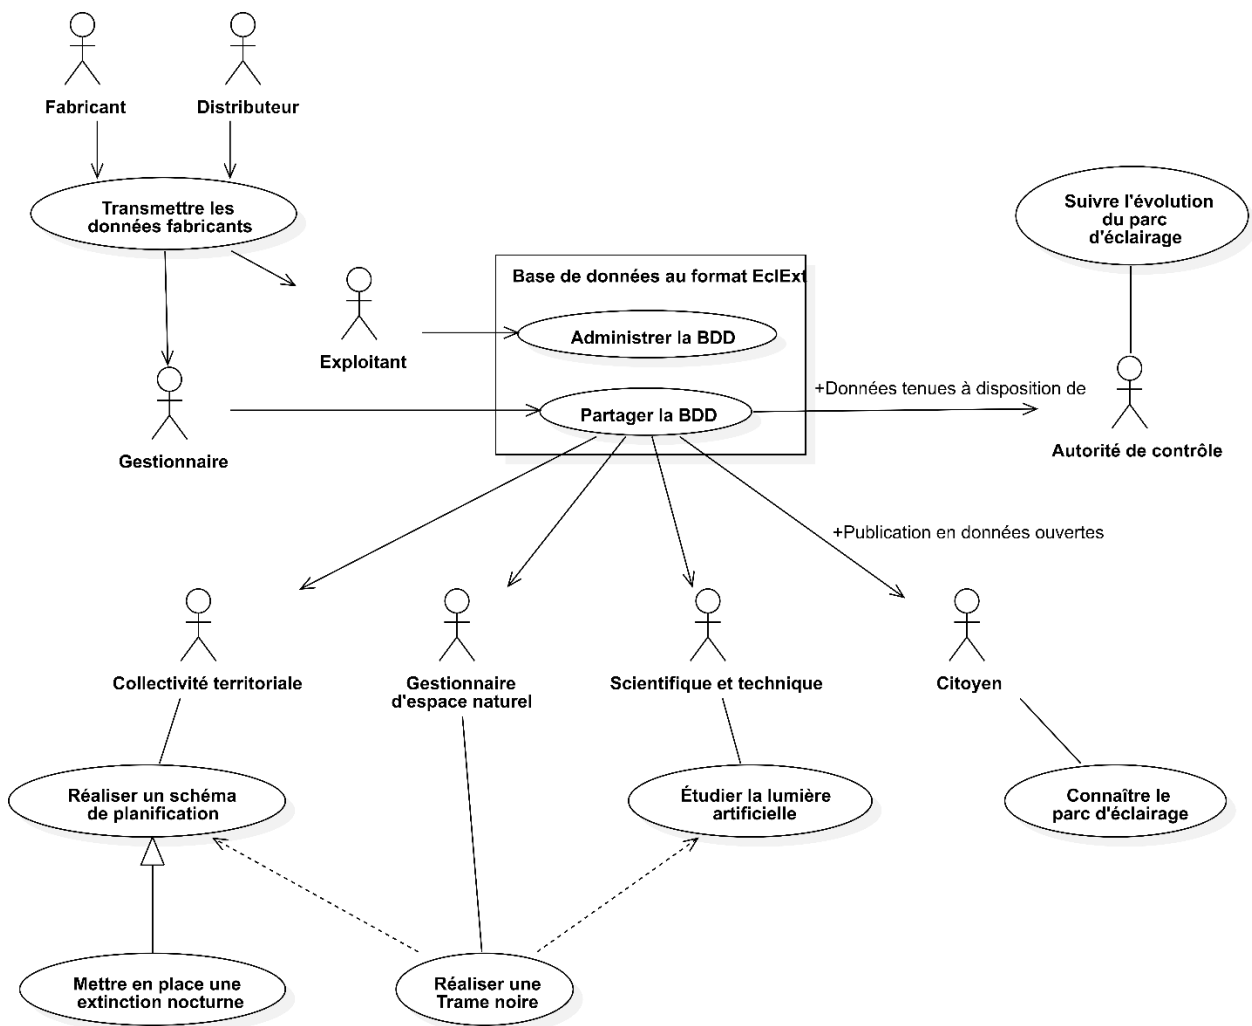 Fabricant
Distributeur
Transmettre les
données fabricants
Suivre l'évolution
du parc
d'éclairage
Base de données au format EclExt
Administrer la BDD
Exploitant
+Données tenues à disposition de
Partager la BDD
Gestionnaire
Autorité de contrôle
+Publication en données ouvertes
Collectivité territoriale
Gestionnaire
d'espace naturel
Scientifique et technique
Citoyen
Réaliser un schéma
de planification
Étudier la lumière
artificielle
Connaître le
parc d'éclairage
Mettre en place une
extinction nocturne
Réaliser une
Trame noire